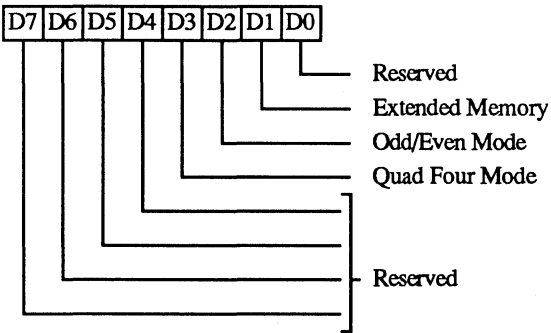 D7 D6 D5 D4 D3 D2 D1 D0
Reserved
Extended Memory
Odd/Even Mode
Quad Four Mode
Reserved